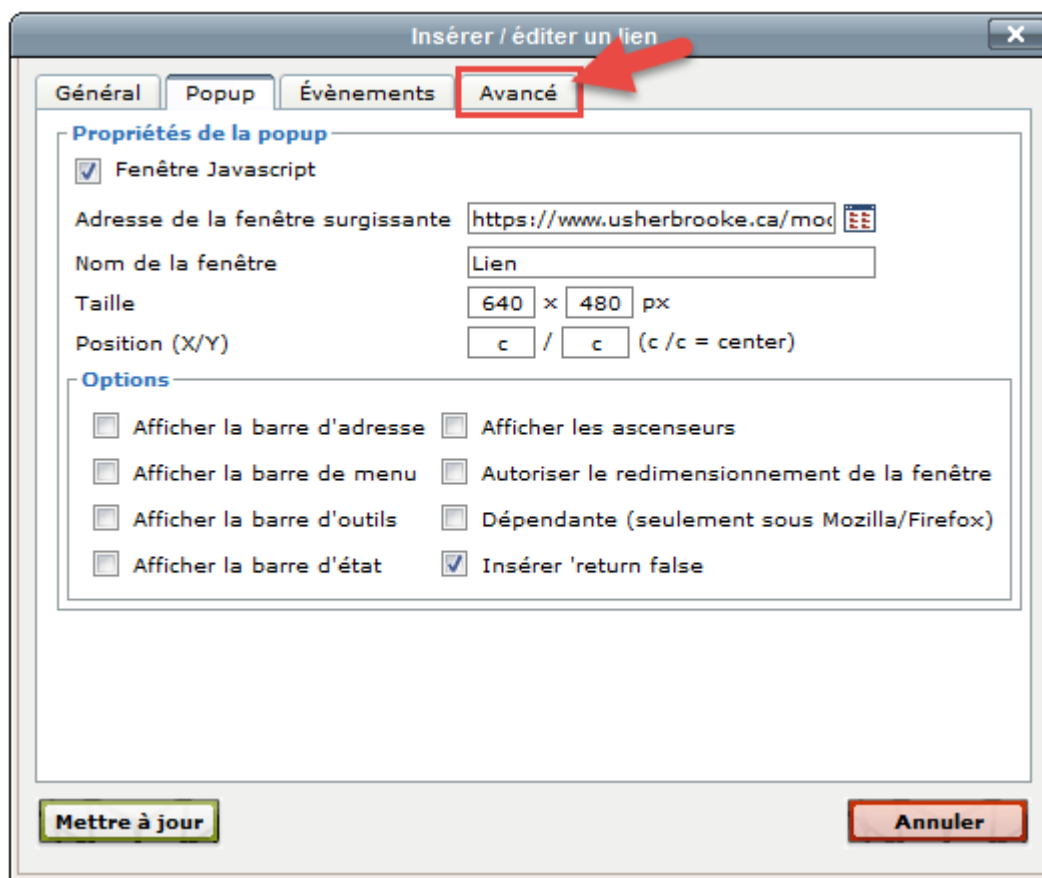 Insérer / éditer un lien
Général Popup Évènements Avancé
Propriétés de la popup
Fenêtre Javascript
Adresse de la fenêtre surgissante https://www.usherbrooke.ca/moo
Nom de la fenêtre Lien
Taille 640 x 480 px
Position (X/Y) c / c (c /c = center)
Options
Afficher la barre d'adresse Afficher les ascenseurs
Afficher la barre de menu Autoriser le redimensionnement de la fenêtre
Afficher la barre d'outils Dépendante (seulement sous Mozilla/Firefox)
Afficher la barre d'état Insérer 'return false
Mettre à jour Annuler